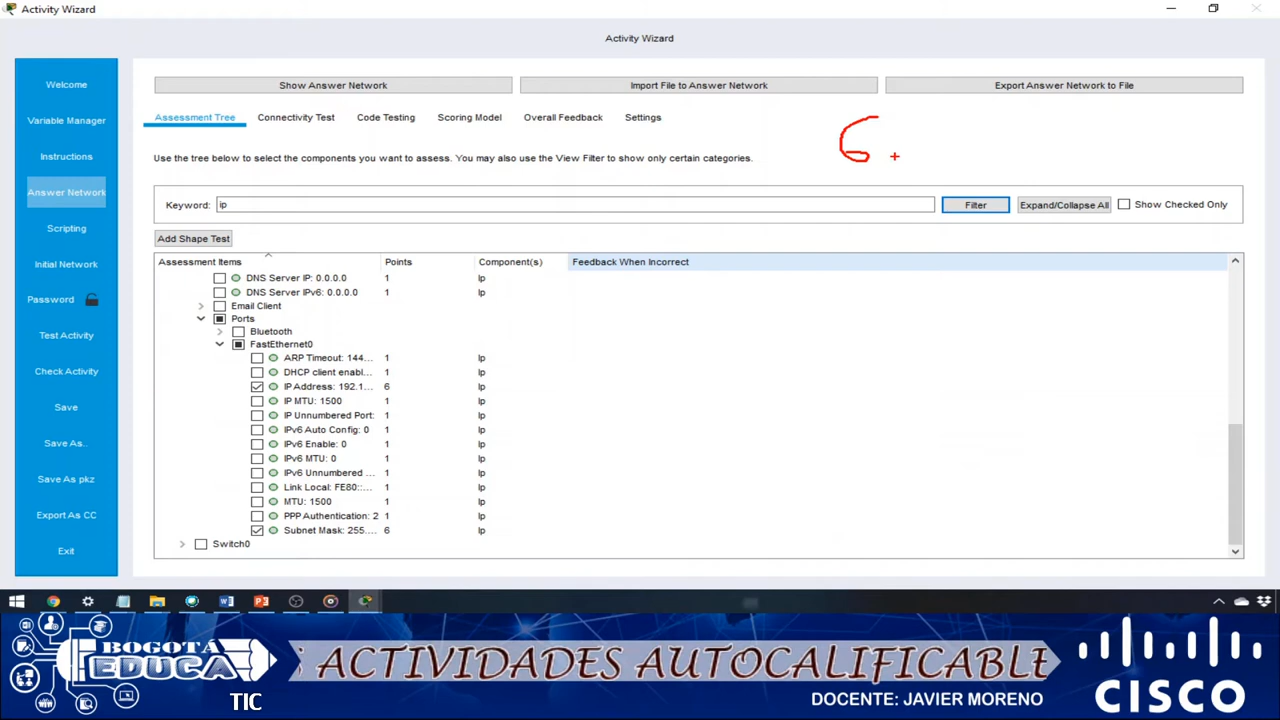 Activity Wizard
Activity Wizard
Welcome
Variable Manager
Instructions
Answer Network
Scripting
Initial Network
Password
Test Activity
Check Activity
Save
Save As..
Save As pkz
Export As CC
Exit
Show Answer Network
Import File to Answer Network
Export Answer Network to File
Assessment Tree
Connectivity Test
Code Testing
Scoring Model
Overall Feedback
Settings
6
Use the tree below to select the components you want to assess. You may also use the View Filter to show only certain categories.
Keyword: ip
Filter
Expand/Collapse All
Show Checked Only
Add Shape Test
Assessment Items Points Component(s) Feedback When Incorrect
DNS Server IP: 0.0.0.0 1 Ip
DNS Server IPv6: 0.0.0.0 1 Ip
Email Client
Ports
Bluetooth
FastEthernet0
ARP Timeout: 144... 1 Ip
DHCP client enabl... 1 Ip
IP Address: 192.1... 6 Ip
IP MTU: 1500 1 Ip
IP Unnumbered Port: 1 Ip
IPv6 Auto Config: 0 1 Ip
IPv6 Enable: 0 1 Ip
IPv6 MTU: 0 1 Ip
IPv6 Unnumbered ... 1 Ip
Link Local: FE80::... 1 Ip
MTU: 1500 1 Ip
PPP Authentication: 2 1 Ip
Subnet Mask: 255.... 6 Ip
Switch0
BOGOTÁ
EDUCA
TIC
ACTIVIDADES AUTOCALIFICABLE
DOCENTE: JAVIER MORENO
CISCO